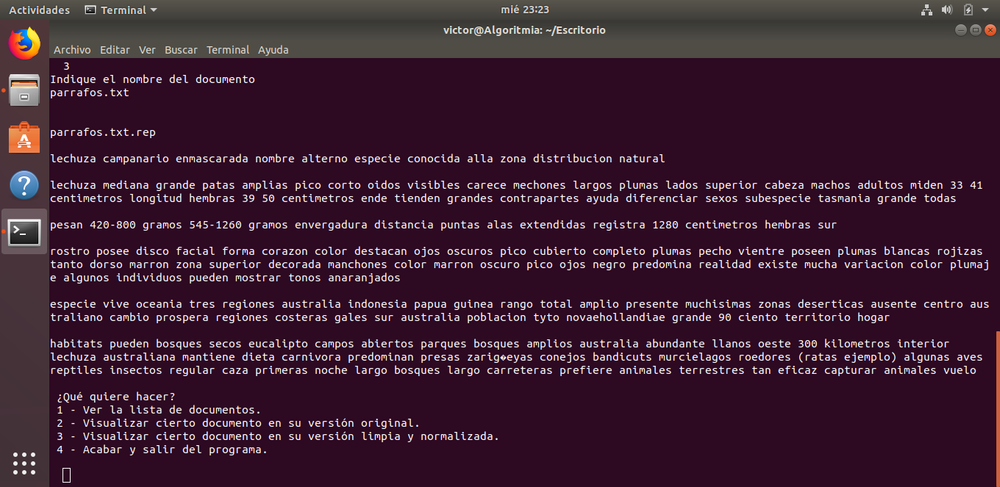 Actividades Terminal mié 23:23
victor@Algoritmia: ~/Escritorio
Archivo Editar Ver Buscar Terminal Ayuda
3
Indique el nombre del documento
parrafos.txt
parrafos.txt.rep
lechuza campanario enmascarada nombre alterno especie conocida alla zona distribucion natural
lechuza mediana grande patas amplias pico corto oidos visibles carece mechones largos plumas lados superior cabeza machos adultos miden 33 41
centimetros longitud hembras 39 50 centimetros ende tienden grandes contrapartes ayuda diferenciar sexos subespecie tasmania grande todas
pesan 420-800 gramos 545-1260 gramos envergadura distancia puntas alas extendidas registra 1280 centimetros hembras sur
rostro posee disco facial forma corazon color destacan ojos oscuros pico cubierto completo plumas pecho vientre poseen plumas blancas rojizas
tanto dorso marron zona superior decorada manchones color marron oscuro pico ojos negro predomina realidad existe mucha variacion color plumaj
e algunos individuos pueden mostrar tonos anaranjados
especie vive oceania tres regiones australia indonesia papua guinea rango total amplio presente muchisimas zonas deserticas ausente centro aus
traliano cambio prospera regiones costeras gales sur australia poblacion tyto novaehollandiae grande 90 ciento territorio hogar
habitats pueden bosques secos eucalipto campos abiertos parques bosques amplios australia abundante llanos oeste 300 kilometros interior
lechuza australiana mantiene dieta carnivora predominan presas zarig�eyas conejos bandicuts murcielagos roedores (ratas ejemplo) algunas aves
reptiles insectos regular caza primeras noche largo bosques largo carreteras prefiere animales terrestres tan eficaz capturar animales vuelo
¿Qué quiere hacer?
1 - Ver la lista de documentos.
2 - Visualizar cierto documento en su versión original.
3 - Visualizar cierto documento en su versión limpia y normalizada.
4 - Acabar y salir del programa.